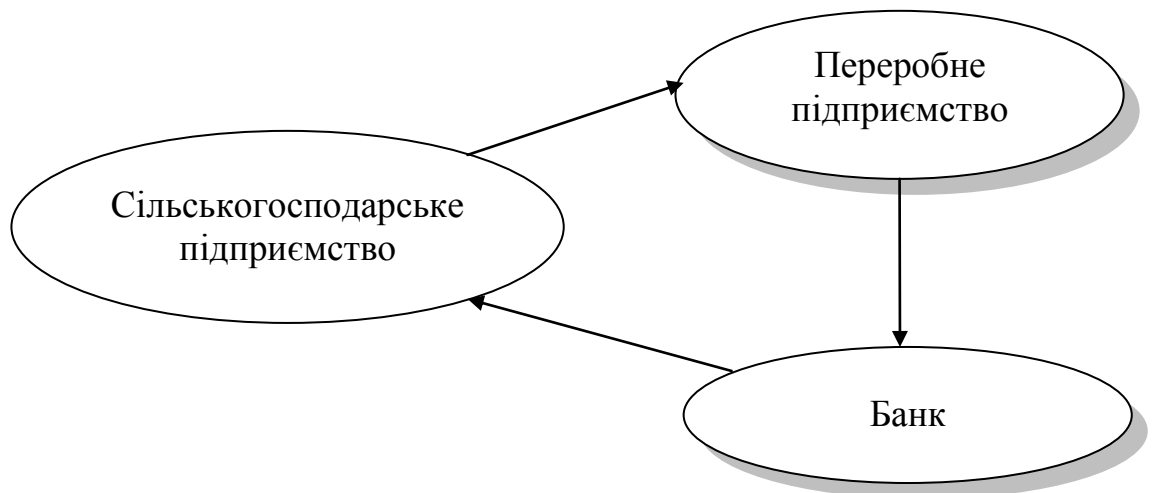 Переробне
підприємство
Сільськогосподарське
підприємство
Банк